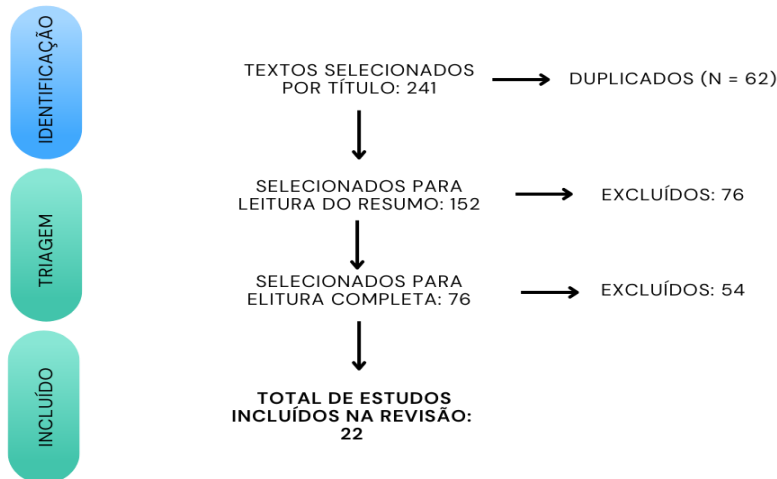 IDENTIFICAÇÃO
TEXTOS SELECIONADOS
POR TÍTULO: 241
DUPLICADOS (N = 62)
TRIAGEM
SELECIONADOS PARA
LEITURA DO RESUMO: 152
EXCLUÍDOS: 76
SELECIONADOS PARA
ELITURA COMPLETA: 76
EXCLUÍDOS: 54
INCLUÍDO
TOTAL DE ESTUDOS
INCLUÍDOS NA REVISÃO:
22